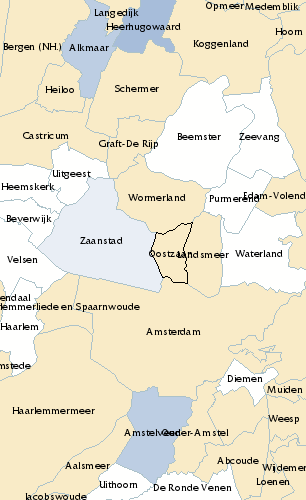 Opmeer
Medemblik
Langedijk
Heerhugowaard
Hoorn
Bergen (NH.)
Alkmaar
Koggenland
Heiloo
Schermer
Castricum
Beemster
Zeevang
Graft-De Rijp
Uitgeest
Heemskerk
Wormerland
Purmerend
Edam-Volend
Beverwijk
Zaanstad
Velsen
Oostzaan
Landsmeer
Waterland
endaal
lemmerliede en Spaarnwoude
Haarlem
Amsterdam
mstede
Diemen
Muiden
Haarlemmermeer
Weesp
Amstelveen
Ouder-Amstel
Abcoude
Aalsmeer
Wijdemer
Uithoorn
De Ronde Venen
Loenen
Jacobswoude